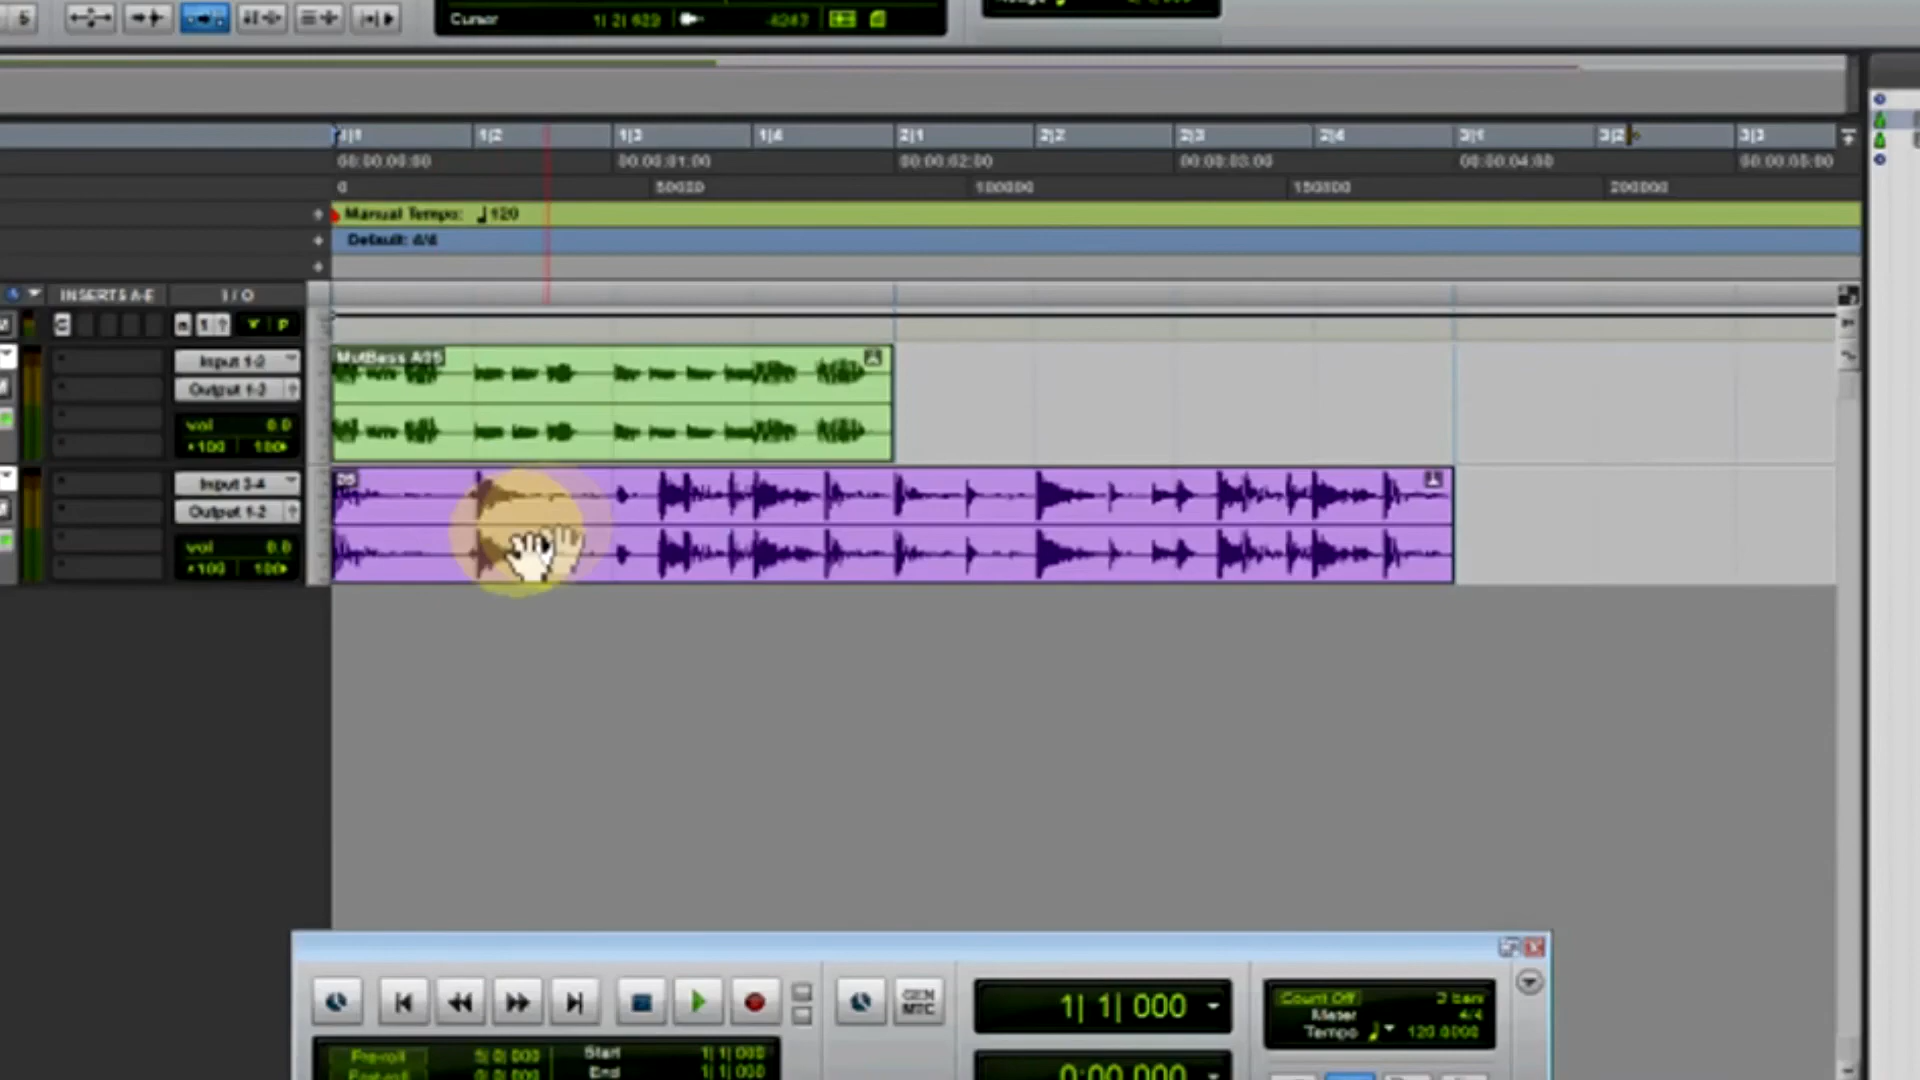 Cursor 1| 2| 629 -4247
1|1 1|2 1|3 1|4 2|1 2|2 2|3 2|4 3|1 3|2 3|3
00:00:00:00 00:00:01:00 00:00:02:00 00:00:03:00 00:00:04:00 00:00:05:00
0 50000 100000 150000 200000
Manual Tempo: 120
Default: 4/4
INSERTS A-E I / O
MutBass A05
Input 1-2
Output 1-2
vol 0.0
100 100
Input 3-4
Output 1-2
vol 0.0
100 100
GEN
MTC
1| 1| 000
Count Off 2 bars
Meter 4/4
Tempo 120.0000
Pre-roll 5| 0| 000 Start 1| 1| 000
Post-roll 0| 0| 000 End 1| 1| 000
0:00.000